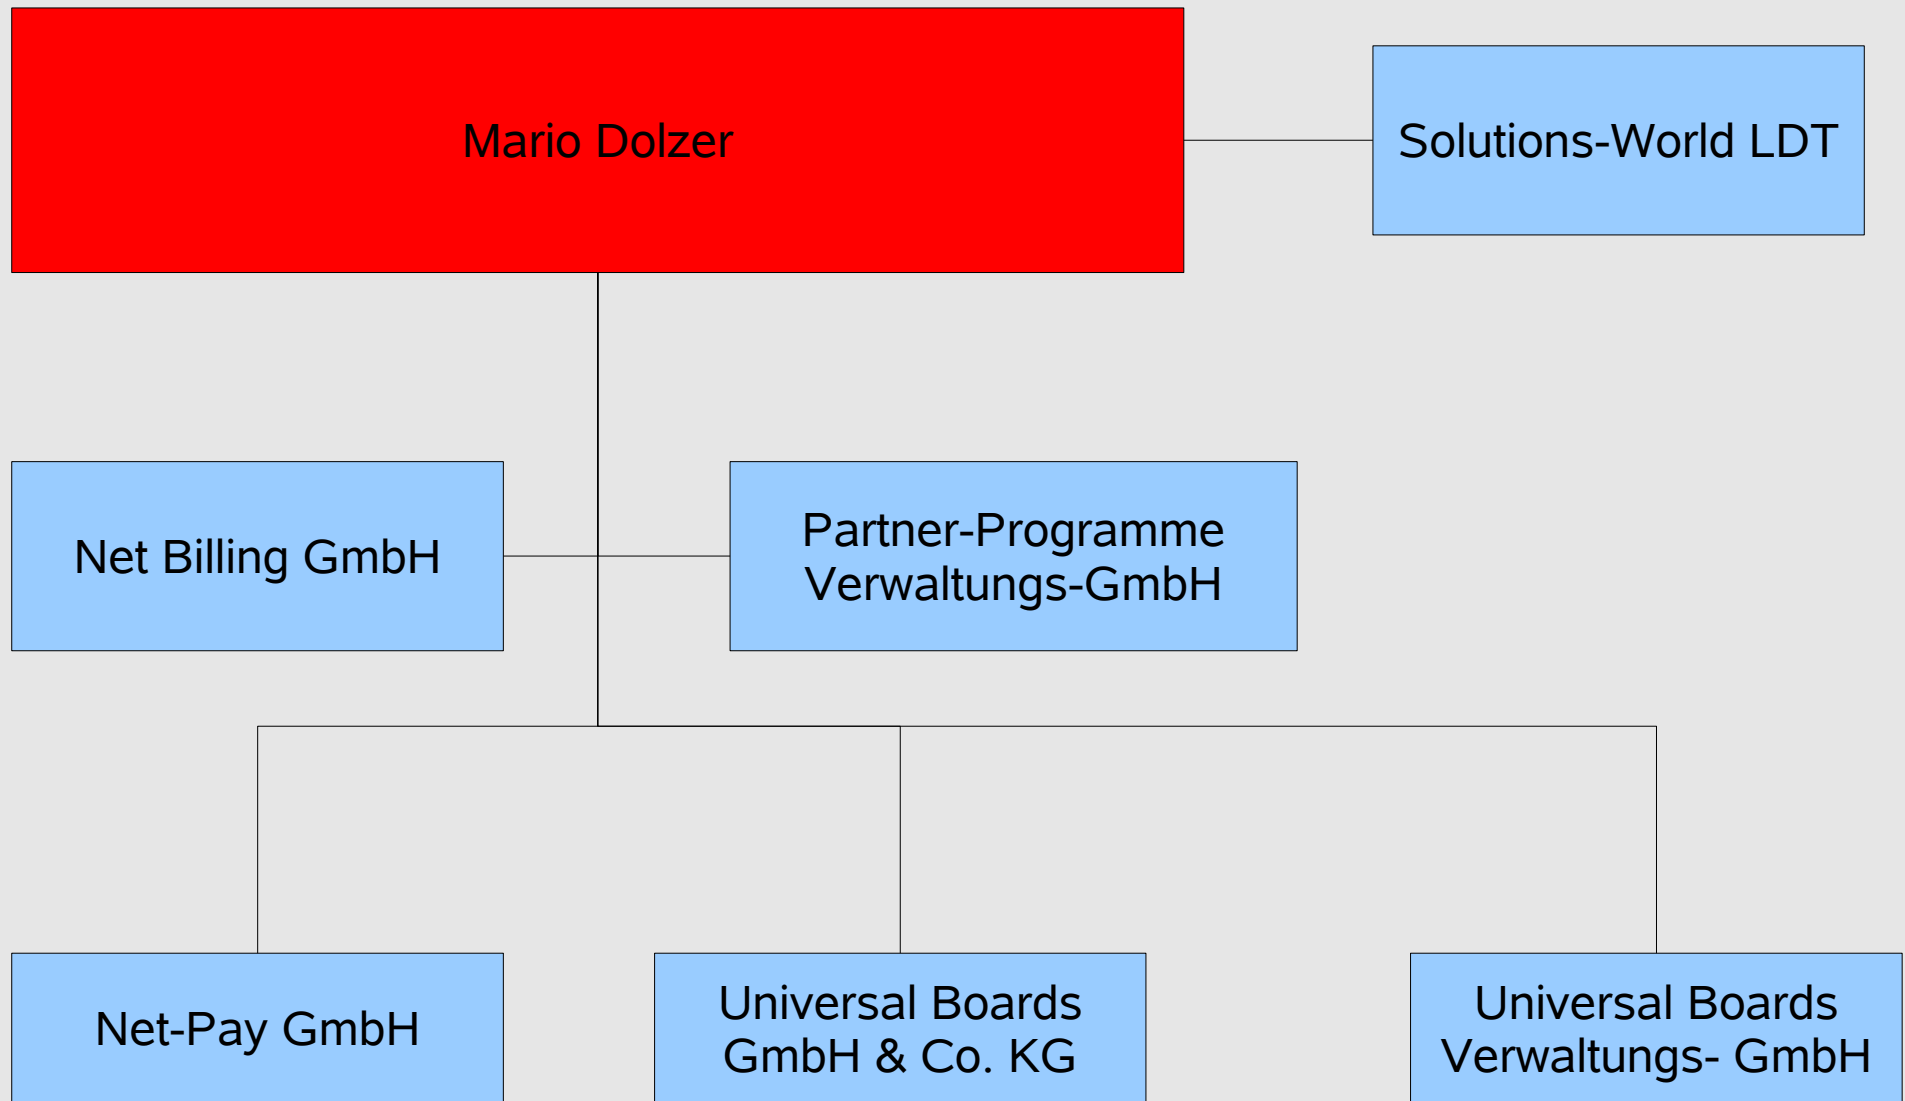 Mario Dolzer
Solutions-World LDT
Net Billing GmbH
Partner-Programme
Verwaltungs-GmbH
Net-Pay GmbH
Universal Boards
GmbH & Co. KG
Universal Boards
Verwaltungs- GmbH